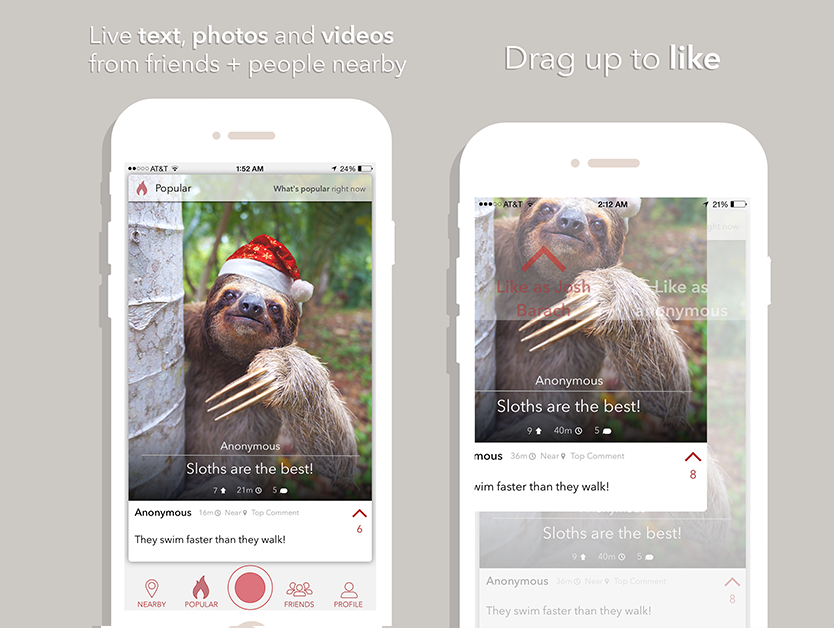 Live text, photos and videos
from friends + people nearby
AT&T
1:52 AM
24%
Popular
What's popular right now
Anonymous
Sloths are the best!
7
21m
5
Anonymous 16m Near Top Comment
6
They swim faster than they walk!
NEARBY
POPULAR
FRIENDS
PROFILE
Drag up to like
AT&T
2:12 AM
21%
right now
Like as Josh
Barach
Like as
anonymous
Anonymous
Sloths are the best!
9
40m
5
mous 36m Near Top Comment
8
wim faster than they walk!
Sloths are the best!
9
40m
5
Anonymous 36m Near Top Comment
8
They swim faster than they walk!